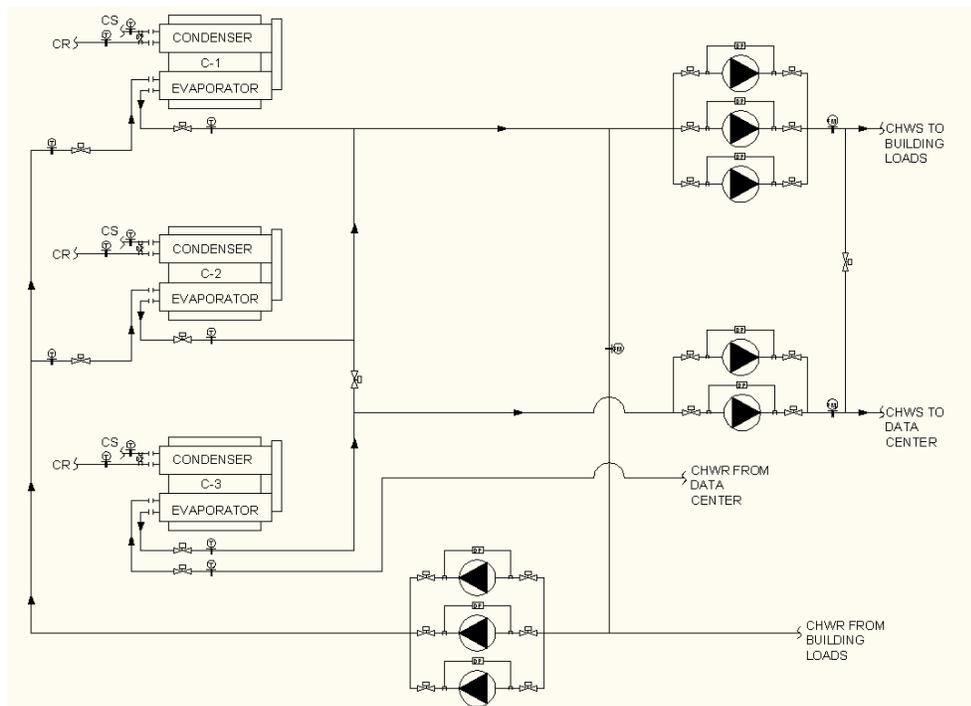 CS
CR
CONDENSER
C-1
EVAPORATOR
CHWS TO
BUILDING
LOADS
CS
CR
CONDENSER
C-2
EVAPORATOR
CHWS TO
DATA
CENTER
CS
CR
CONDENSER
C-3
EVAPORATOR
CHWR FROM
DATA
CENTER
CHWR FROM
BUILDING
LOADS